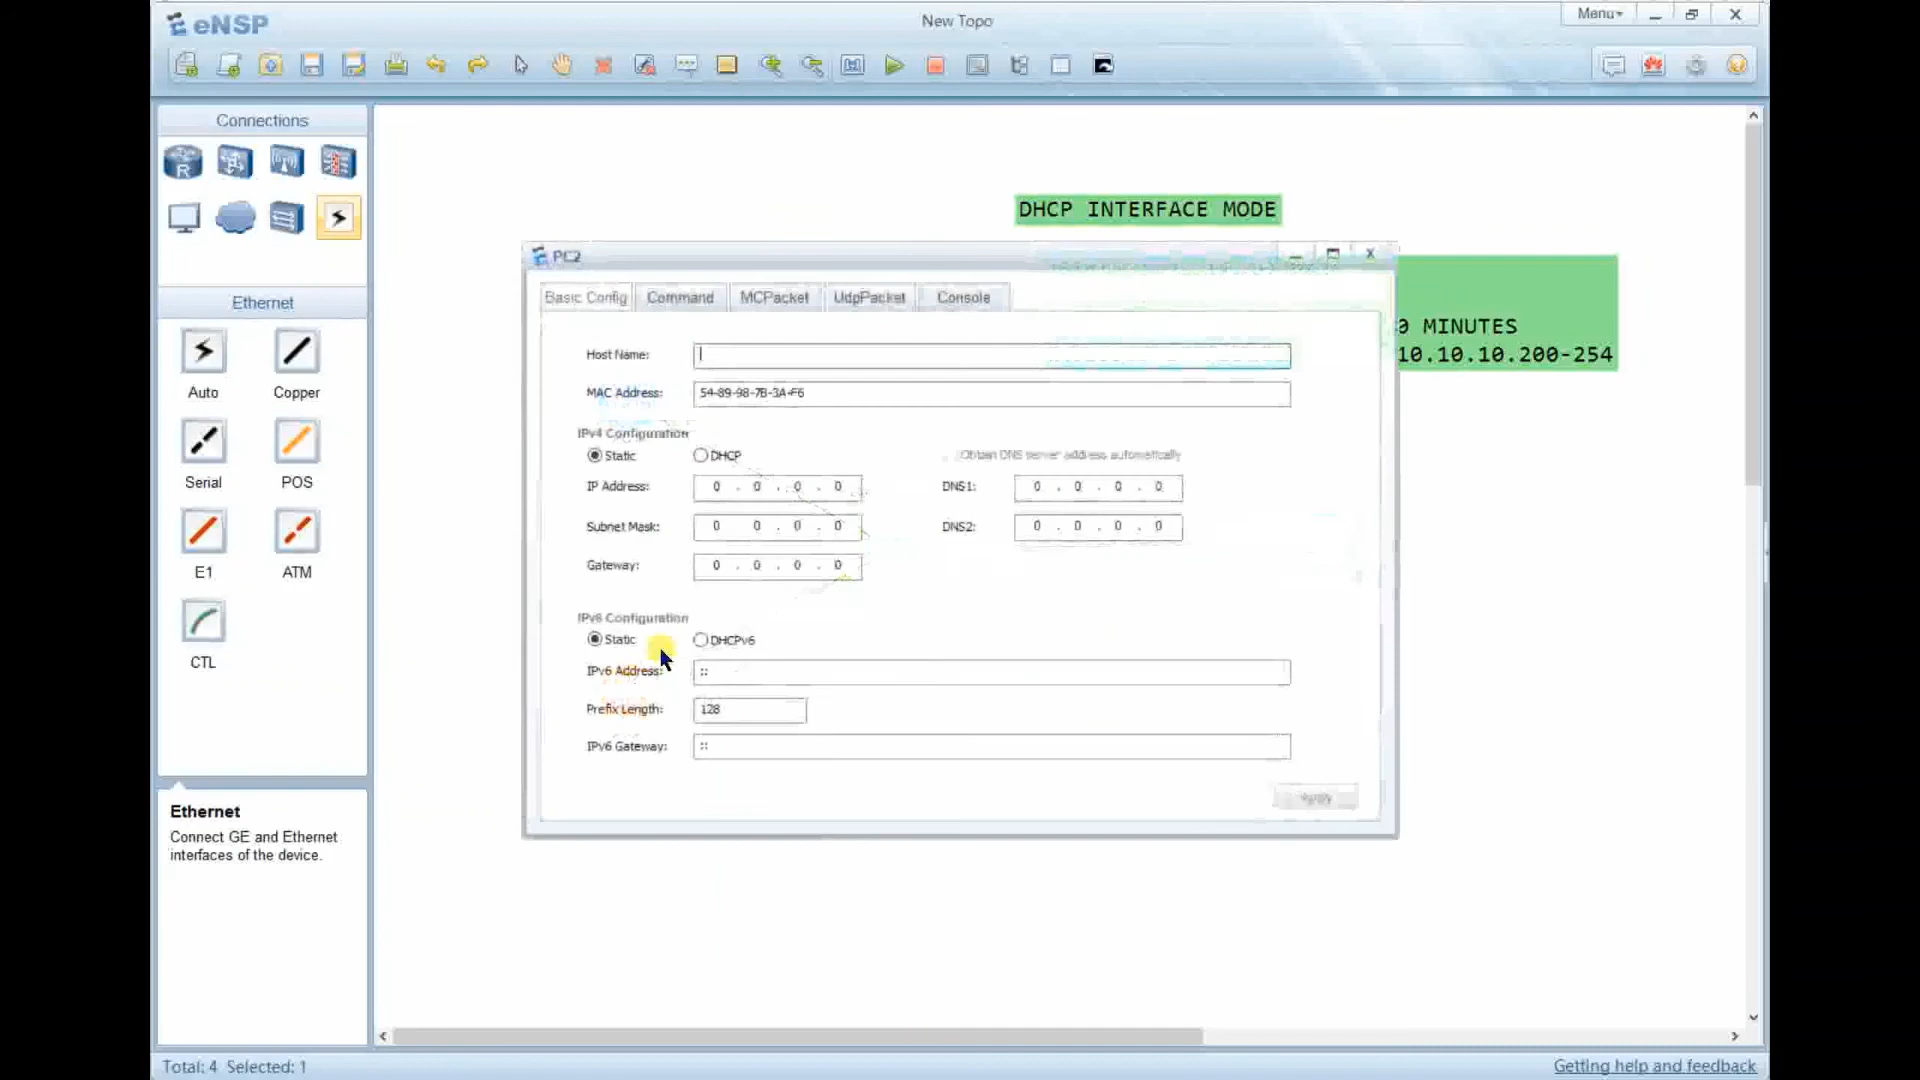 eNSP
New Topo
Menu
Connections
DHCP INTERFACE MODE
PC2
Basic Config Command MCPacket UdpPacket Console
Ethernet
0 MINUTES
10.10.10.200-254
Host Name:
MAC Address: 54-89-98-7B-3A-F6
Auto Copper
IPv4 Configuration
Static DHCP Obtain DNS server address automatically
IP Address: 0 . 0 . 0 . 0 DNS1: 0 . 0 . 0 . 0
Serial POS
Subnet Mask: 0 0 . 0 . 0 DNS2: 0 . 0 . 0 . 0
Gateway: 0 . 0 . 0 . 0
E1 ATM
IPv6 Configuration
Static DHCPv6
IPv6 Address: ::
CTL
Prefix Length: 128
IPv6 Gateway: ::
Apply
Ethernet
Connect GE and Ethernet
interfaces of the device.
Total: 4 Selected: 1
Getting help and feedback